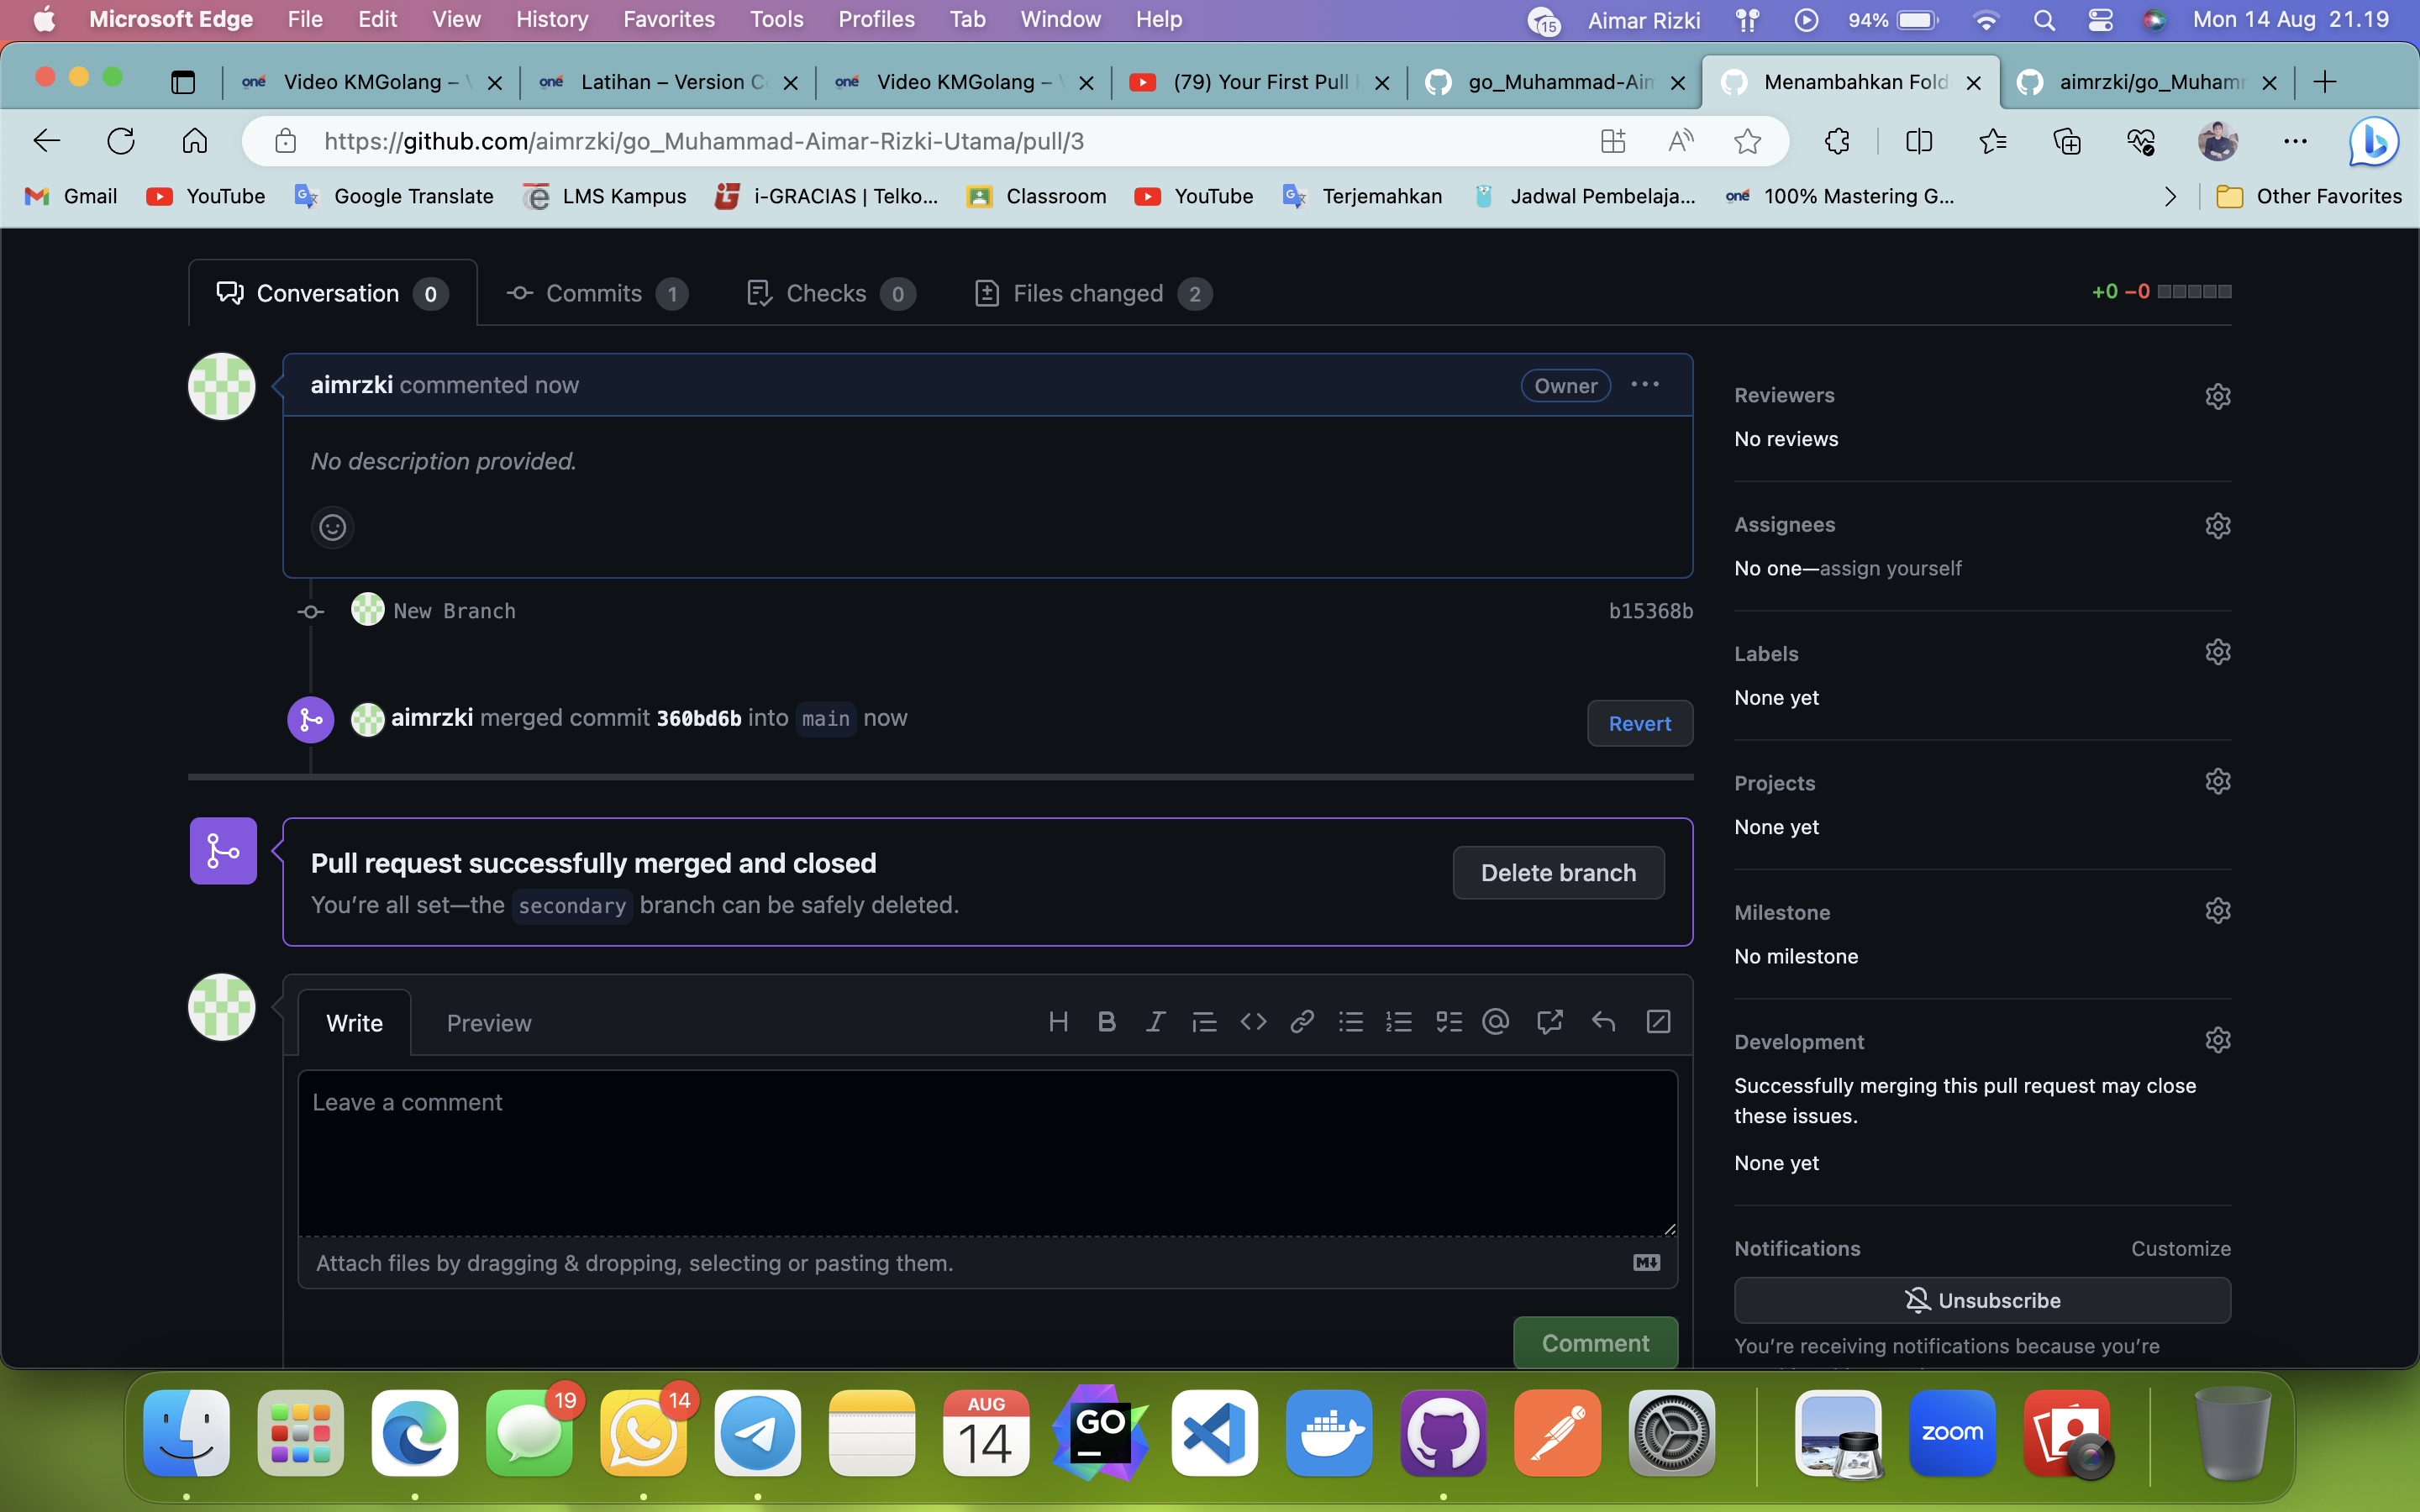 Microsoft Edge File Edit View History Favorites Tools Profiles Tab Window Help 15 Aimar Rizki 94% Mon 14 Aug 21.19
one Video KMGolang – one Latihan – Version C one Video KMGolang – (79) Your First Pull go_Muhammad-Aim Menambahkan Fold aimrzki/go_Muham
https://github.com/aimrzki/go_Muhammad-Aimar-Rizki-Utama/pull/3
Gmail YouTube Google Translate LMS Kampus i-GRACIAS | Telko... Classroom YouTube Terjemahkan Jadwal Pembelaja... one 100% Mastering G... Other Favorites
Conversation 0 Commits 1 Checks 0 Files changed 2 +0 −0
aimrzki commented now Owner
No description provided.
New Branch b15368b
aimrzki merged commit 360bd6b into main now Revert
Pull request successfully merged and closed
You're all set—the secondary branch can be safely deleted.
Delete branch
Write Preview
Leave a comment
Attach files by dragging & dropping, selecting or pasting them.
Comment
Reviewers
No reviews
Assignees
No one—assign yourself
Labels
None yet
Projects
None yet
Milestone
No milestone
Development
Successfully merging this pull request may close
these issues.
None yet
Notifications Customize
Unsubscribe
You're receiving notifications because you're
19 14 AUG 14 GO zoom